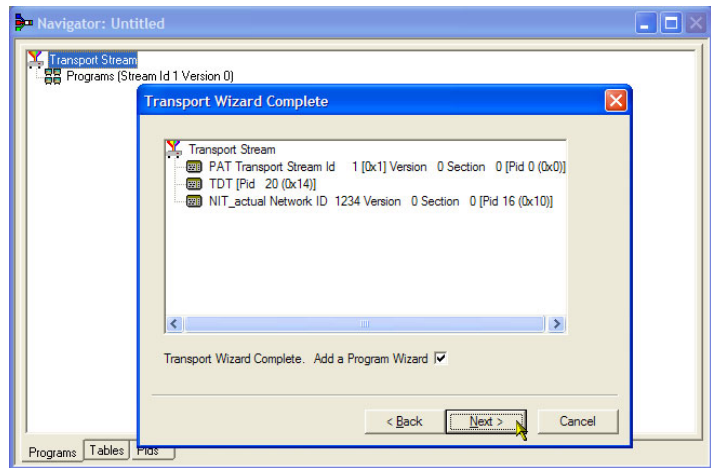 Navigator: Untitled
Transport Stream
Programs (Stream Id 1 Version 0)
Transport Wizard Complete
Transport Stream
PAT Transport Stream Id 1 [0x1] Version 0 Section 0 [Pid 0 (0x0)]
TDT [Pid 20 (0x14)]
NIT_actual Network ID 1234 Version 0 Section 0 [Pid 16 (0x10)]
Transport Wizard Complete. Add a Program Wizard
< Back Next > Cancel
Programs Tables Pids